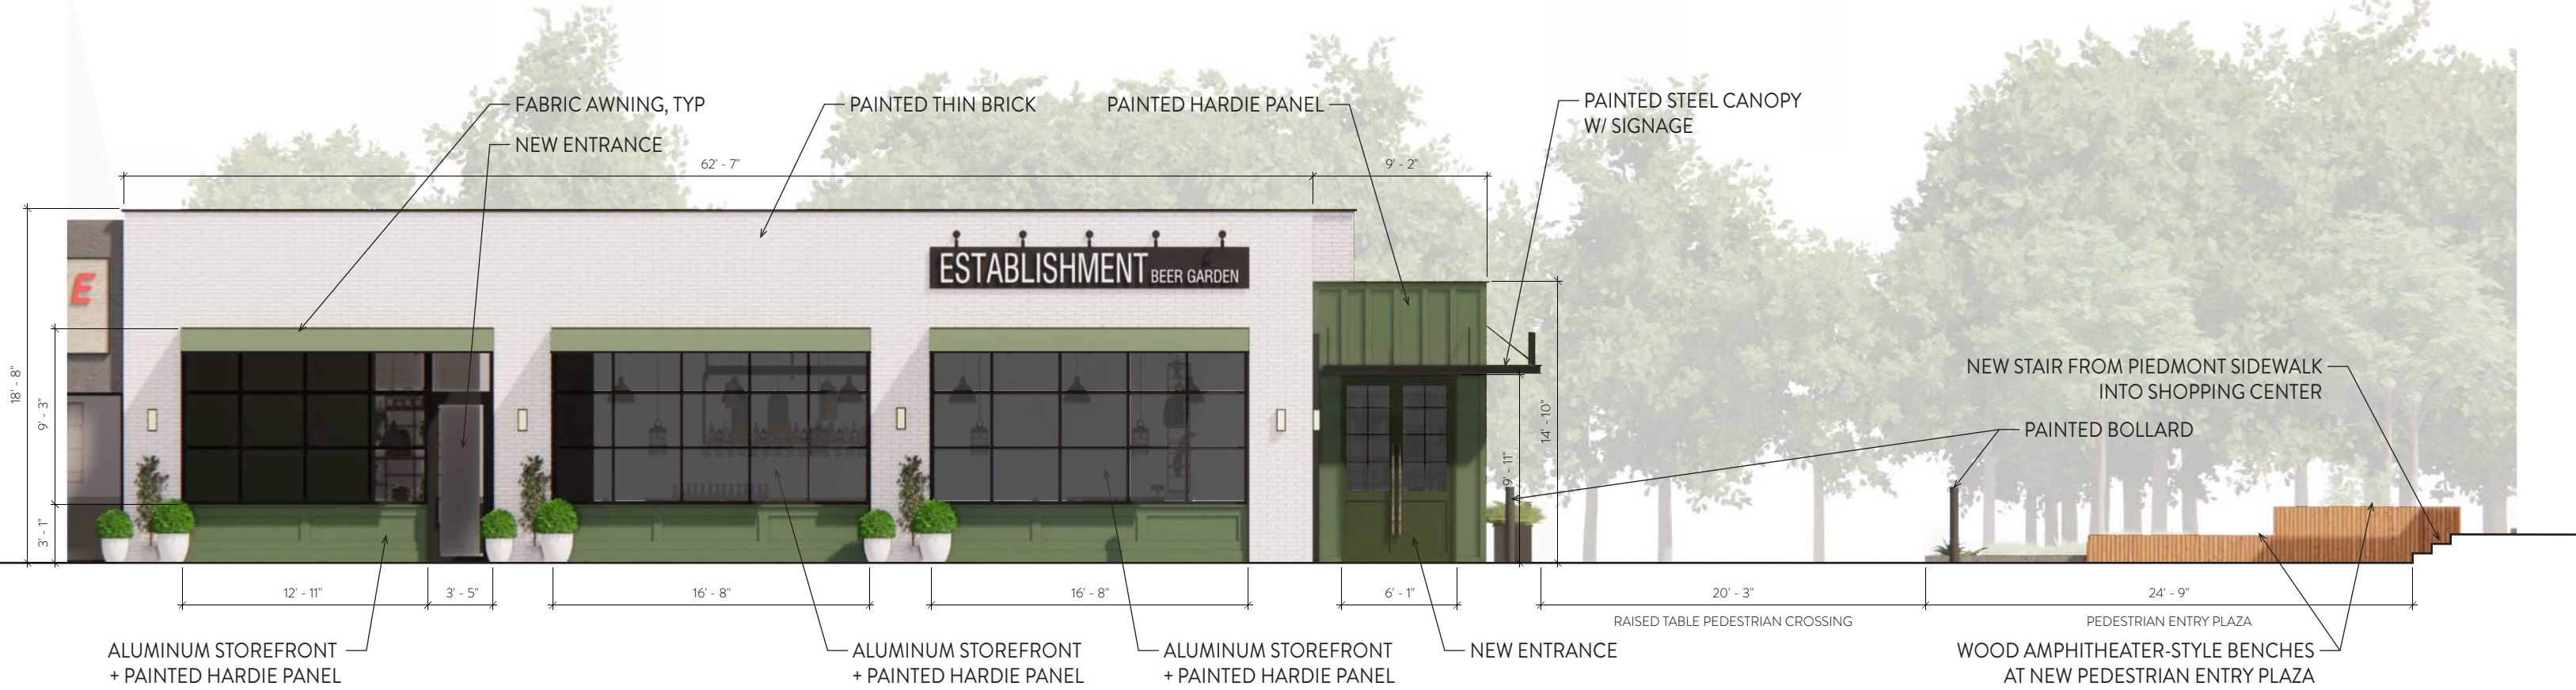 FABRIC AWNING, TYP
NEW ENTRANCE
PAINTED THIN BRICK
PAINTED HARDIE PANEL
PAINTED STEEL CANOPY
W/ SIGNAGE
62' - 7"
9' - 2"
E
ESTABLISHMENT BEER GARDEN
18' - 8"
9' - 3"
3' - 1"
14' - 10"
9' - 11"
NEW STAIR FROM PIEDMONT SIDEWALK
INTO SHOPPING CENTER
PAINTED BOLLARD
12' - 11"
3' - 5"
16' - 8"
16' - 8"
6' - 1"
20' - 3"
24' - 9"
RAISED TABLE PEDESTRIAN CROSSING
PEDESTRIAN ENTRY PLAZA
ALUMINUM STOREFRONT
+ PAINTED HARDIE PANEL
ALUMINUM STOREFRONT
+ PAINTED HARDIE PANEL
ALUMINUM STOREFRONT
+ PAINTED HARDIE PANEL
NEW ENTRANCE
WOOD AMPHITHEATER-STYLE BENCHES
AT NEW PEDESTRIAN ENTRY PLAZA